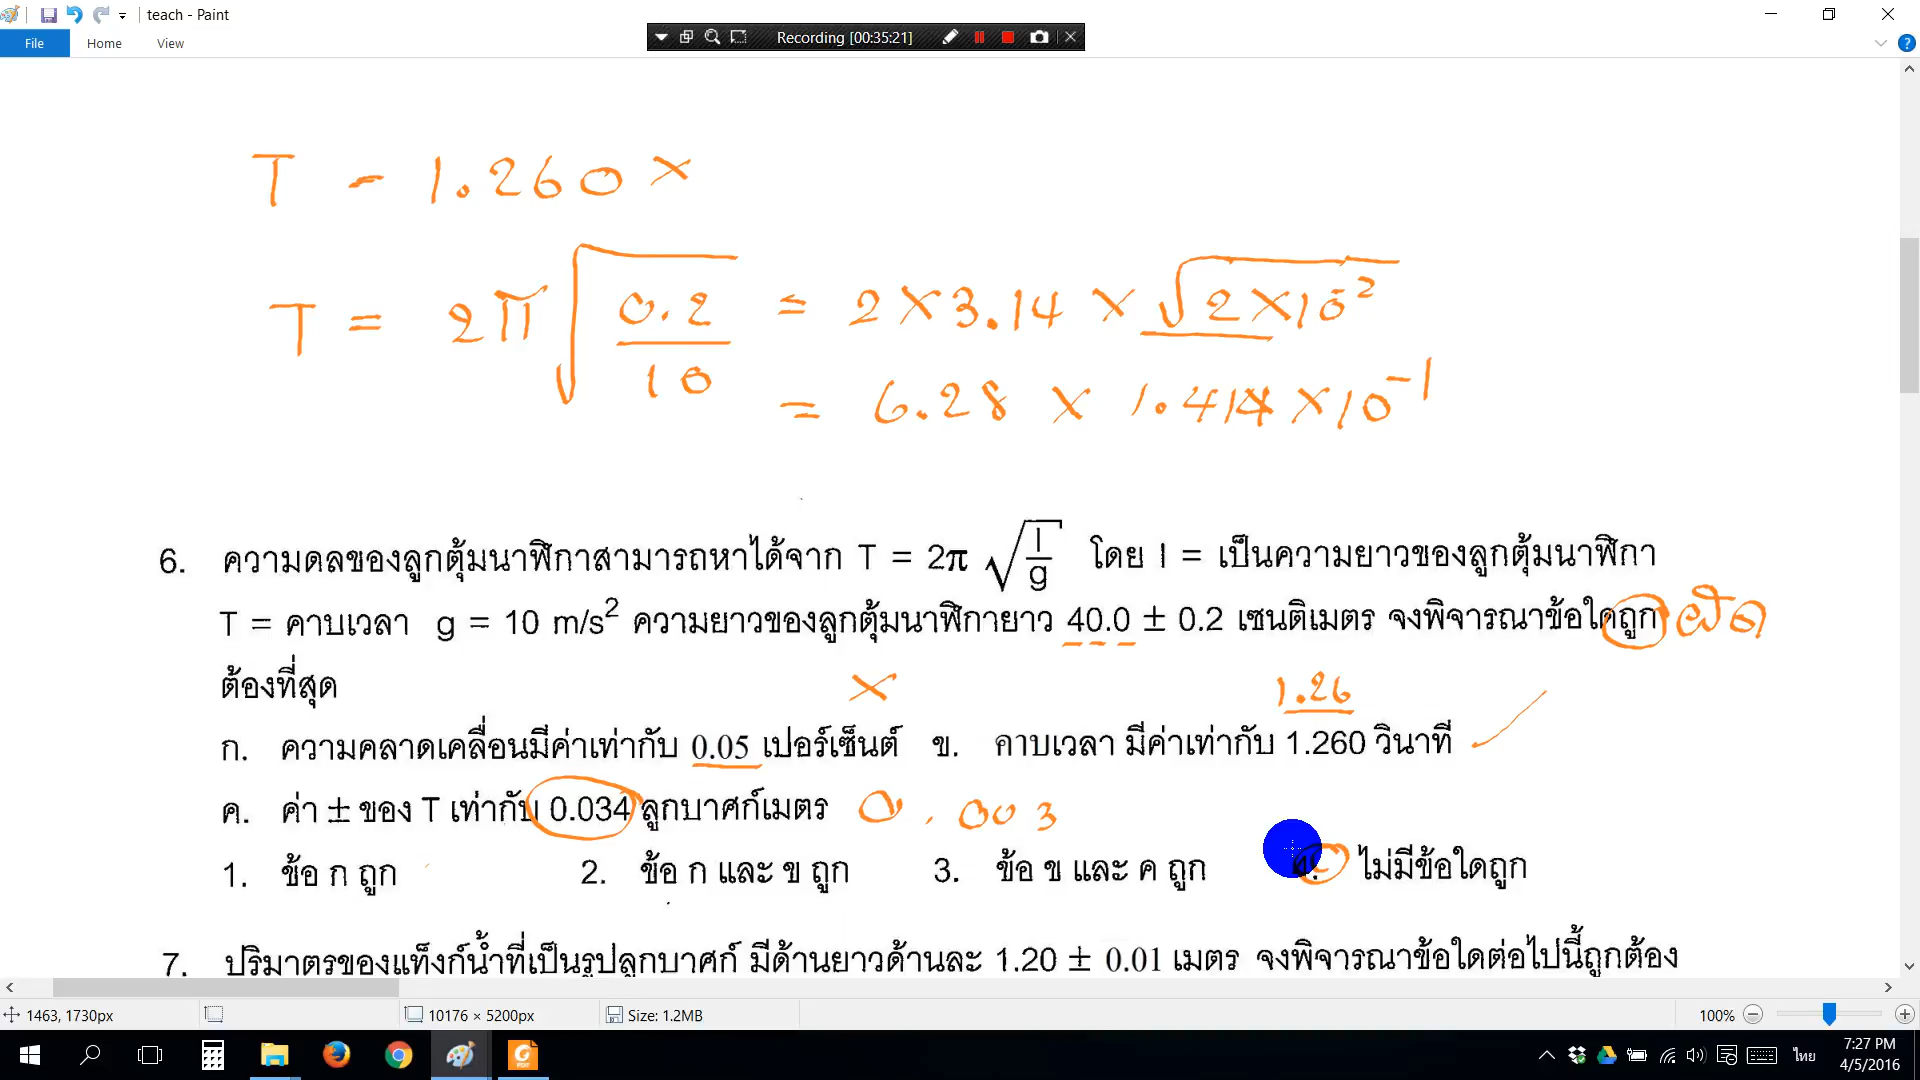 teach - Paint
File Home View
Recording [00:35:21]
T - 1.260 x
T = 2π √ 0.2 / 10 = 2 x 3.14 x √2x10⁻²
= 6.28 x 1.414 x 10⁻¹
6. ความดลของลูกตุ้มนาฬิกาสามารถหาได้จาก T = 2π √ l / g โดย l = เป็นความยาวของลูกตุ้มนาฬิกา
T = คาบเวลา g = 10 m/s² ความยาวของลูกตุ้มนาฬิกายาว 40.0 ± 0.2 เซนติเมตร จงพิจารณาข้อใดถูก ผิด
ต้องที่สุด
x 1.26
ก. ความคลาดเคลื่อนมีค่าเท่ากับ 0.05 เปอร์เซ็นต์ ข. คาบเวลา มีค่าเท่ากับ 1.260 วินาที
ค. ค่า ± ของ T เท่ากับ 0.034 ลูกบาศก์เมตร 0.003
1. ข้อ ก ถูก 2. ข้อ ก และ ข ถูก 3. ข้อ ข และ ค ถูก 4. ไม่มีข้อใดถูก
7. ปริมาตรของแท็งก์น้ำที่เป็นรูปลูกบาศก์ มีด้านยาวด้านละ 1.20 ± 0.01 เมตร จงพิจารณาข้อใดต่อไปนี้ถูกต้อง
1463, 1730px 10176 × 5200px Size: 1.2MB 100%
ไทย 7:27 PM
4/5/2016